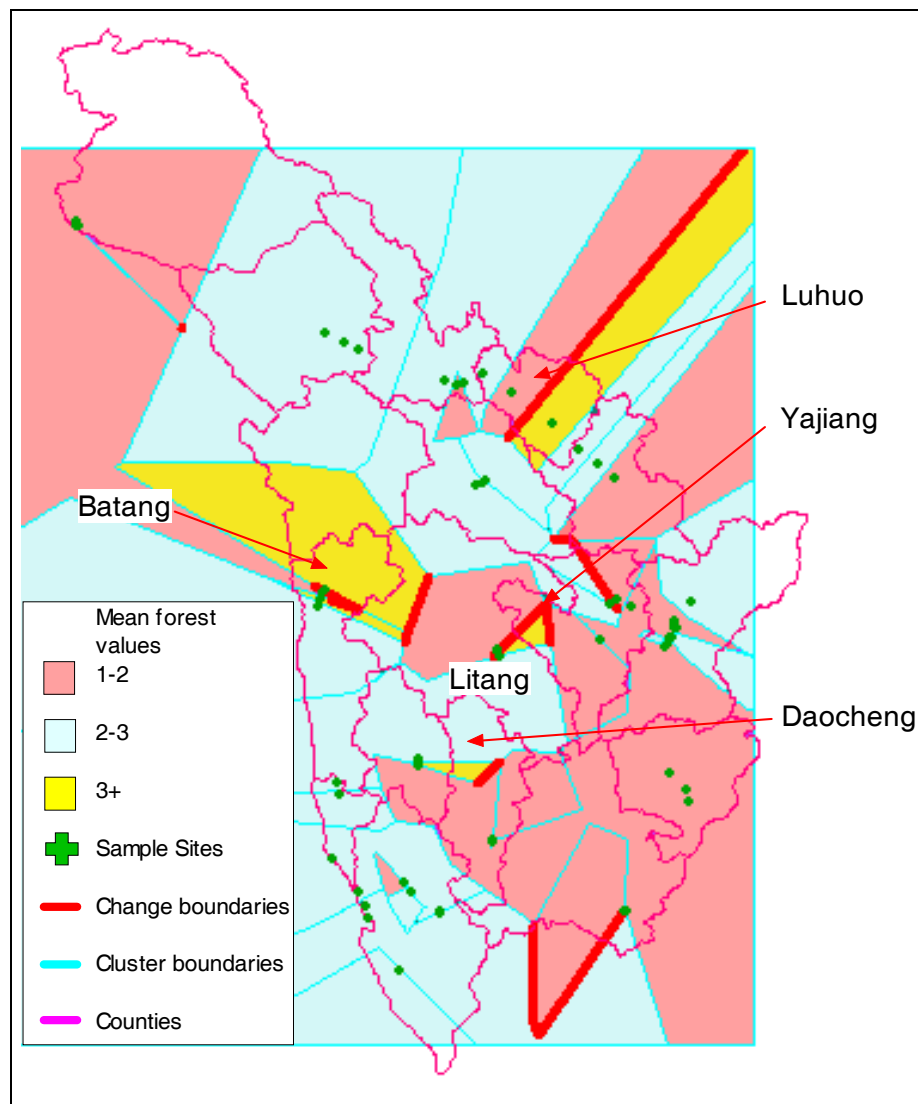 Luhuo
Yajiang
Batang
Litang
Daocheng
Mean forest
values
1-2
2-3
3+
Sample Sites
Change boundaries
Cluster boundaries
Counties